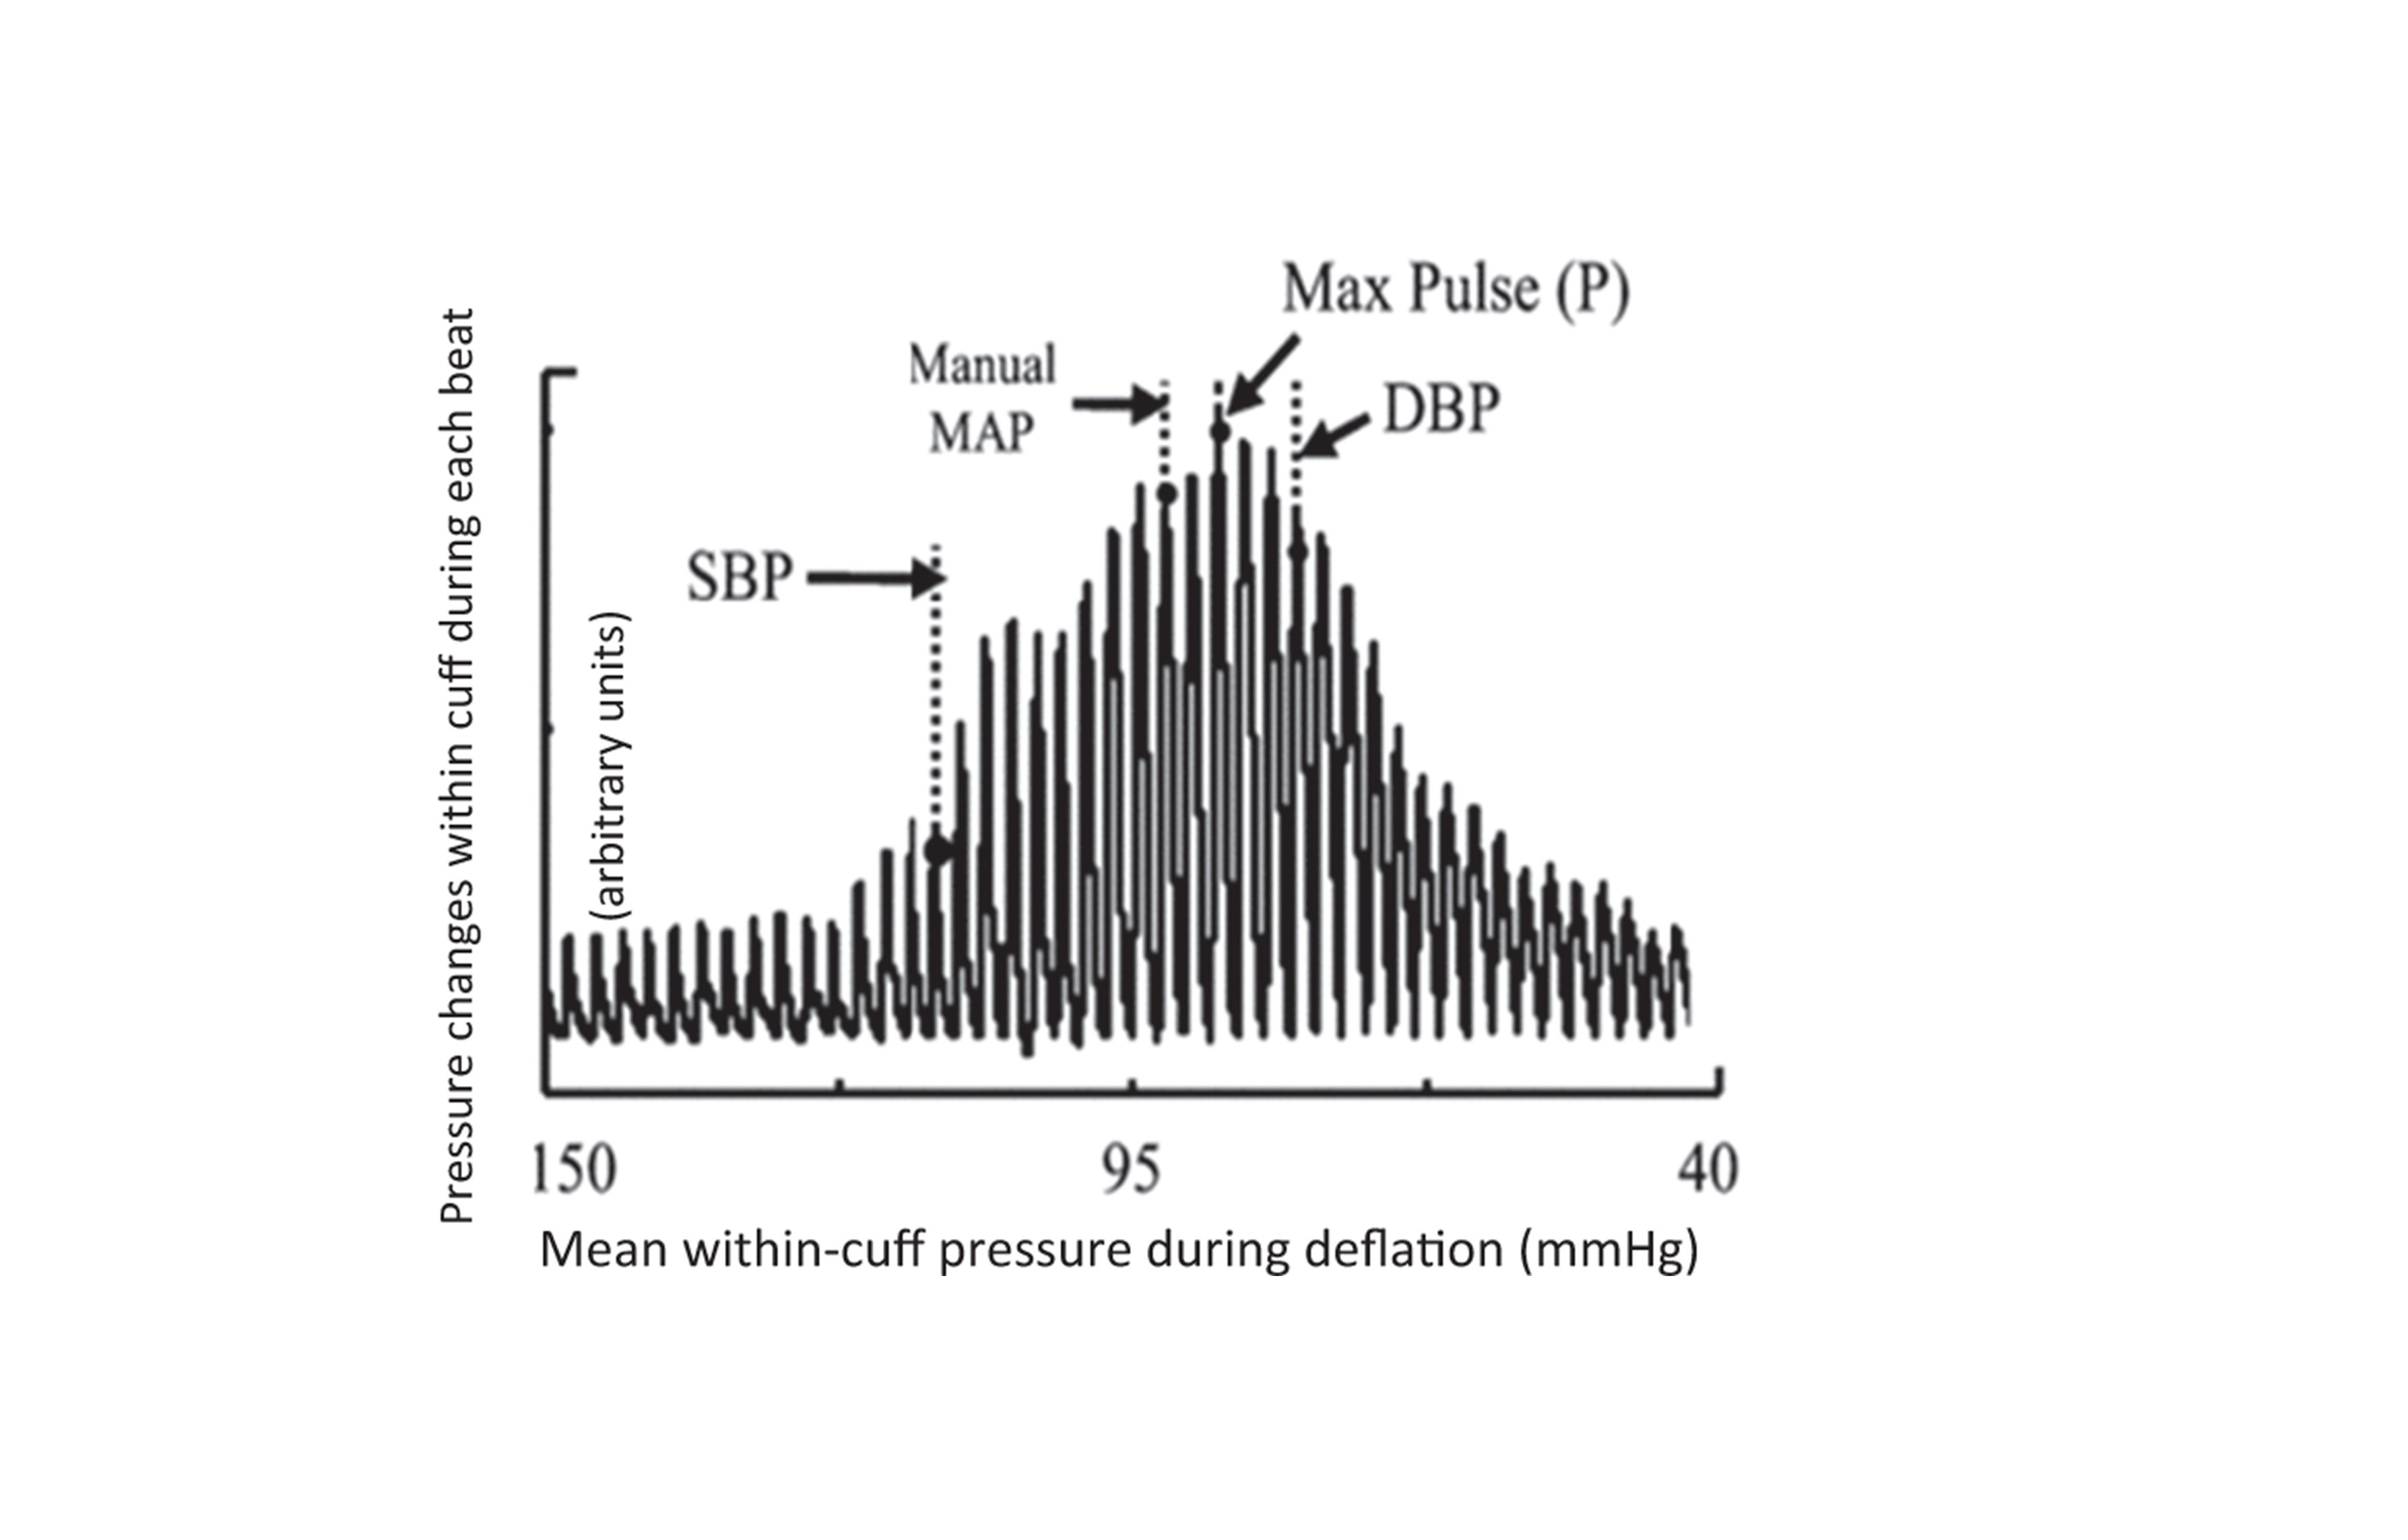 Max Pulse (P)
Manual
MAP
DBP
SBP
Pressure changes within cuff during each beat
(arbitrary units)
150 95 40
Mean within-cuff pressure during deflation (mmHg)